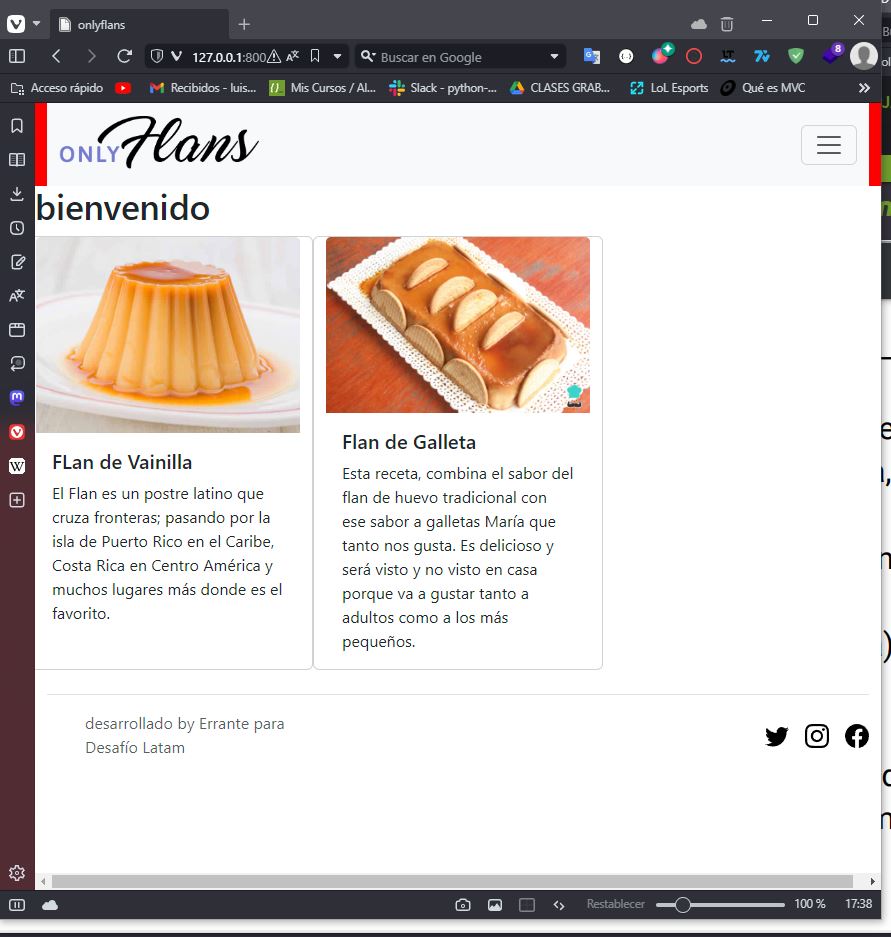 onlyflans
127.0.0.1:800
Buscar en Google
8
Acceso rápido
Recibidos - luis...
Mis Cursos / Al...
Slack - python-...
CLASES GRAB...
LoL Esports
Qué es MVC
ONLY Flans
bienvenido
FLan de Vainilla
El Flan es un postre latino que
cruza fronteras; pasando por la
isla de Puerto Rico en el Caribe,
Costa Rica en Centro América y
muchos lugares más donde es el
favorito.
Flan de Galleta
Esta receta, combina el sabor del
flan de huevo tradicional con
ese sabor a galletas María que
tanto nos gusta. Es delicioso y
será visto y no visto en casa
porque va a gustar tanto a
adultos como a los más
pequeños.
desarrollado by Errante para
Desafío Latam
Restablecer
100 %
17:38